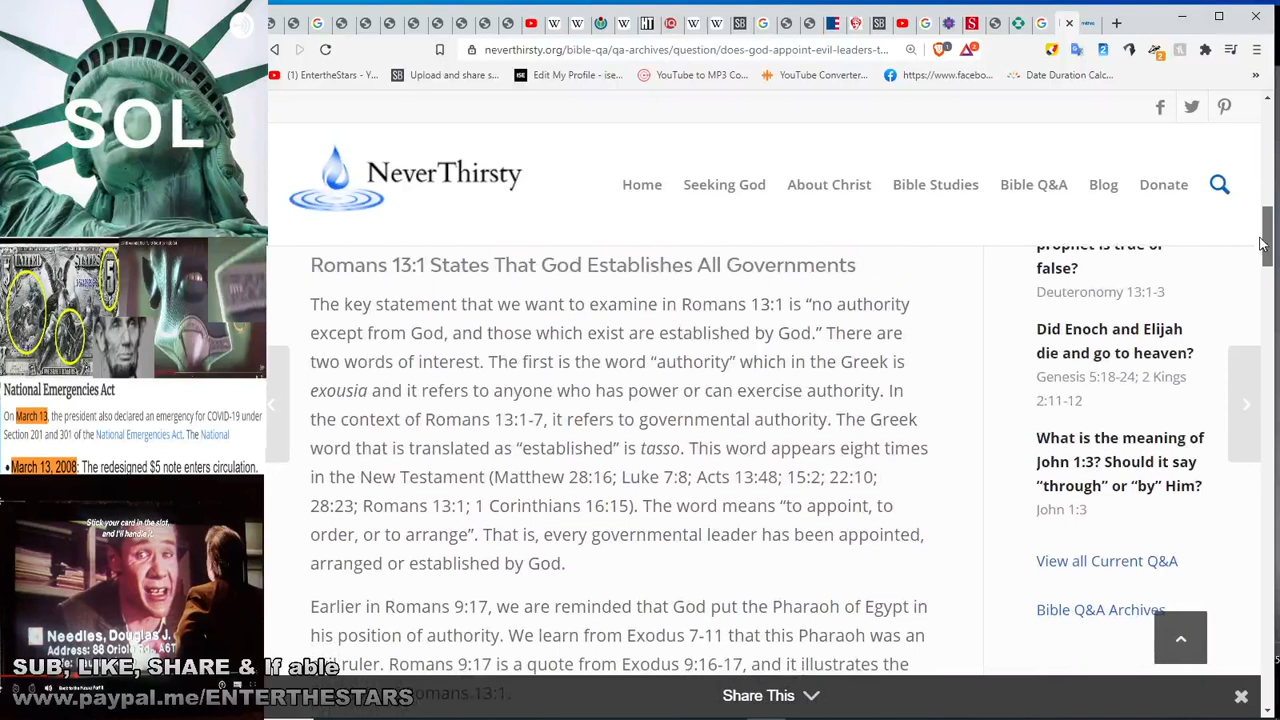 SOL
UNITED
5
National Emergencies Act
On March 13, the president also declared an emergency for COVID-19 under
Section 201 and 301 of the National Emergencies Act. The National
•March 13, 2008: The redesigned $5 note enters circulation.
Stick your card in the slot,
and I'll handle it.
Needles, Douglas J.
Address: 88 Oriole Rd, A6T
SUB, LIKE, SHARE & If able
www.paypal.me/ENTERTHESTARS
neverthirsty.org/bible-qa/qa-archives/question/does-god-appoint-evil-leaders-t...
(1) EntertheStars - Y...
Upload and share s...
Edit My Profile - ise...
YouTube to MP3 Co...
YouTube Converter...
https://www.facebo...
Date Duration Calc...
»
NeverThirsty
Home
Seeking God
About Christ
Bible Studies
Bible Q&A
Blog
Donate
Romans 13:1 States That God Establishes All Governments
The key statement that we want to examine in Romans 13:1 is “no authority
except from God, and those which exist are established by God.” There are
two words of interest. The first is the word “authority” which in the Greek is
exousia and it refers to anyone who has power or can exercise authority. In
the context of Romans 13:1-7, it refers to governmental authority. The Greek
word that is translated as “established” is tasso. This word appears eight times
in the New Testament (Matthew 28:16; Luke 7:8; Acts 13:48; 15:2; 22:10;
28:23; Romans 13:1; 1 Corinthians 16:15). The word means “to appoint, to
order, or to arrange”. That is, every governmental leader has been appointed,
arranged or established by God.
Earlier in Romans 9:17, we are reminded that God put the Pharaoh of Egypt in
his position of authority. We learn from Exodus 7-11 that this Pharaoh was an
ruler. Romans 9:17 is a quote from Exodus 9:16-17, and it illustrates the
Romans 13:1.
prophet is true or
false?
Deuteronomy 13:1-3
Did Enoch and Elijah
die and go to heaven?
Genesis 5:18-24; 2 Kings
2:11-12
What is the meaning of
John 1:3? Should it say
“through” or “by” Him?
John 1:3
View all Current Q&A
Bible Q&A Archives
Share This